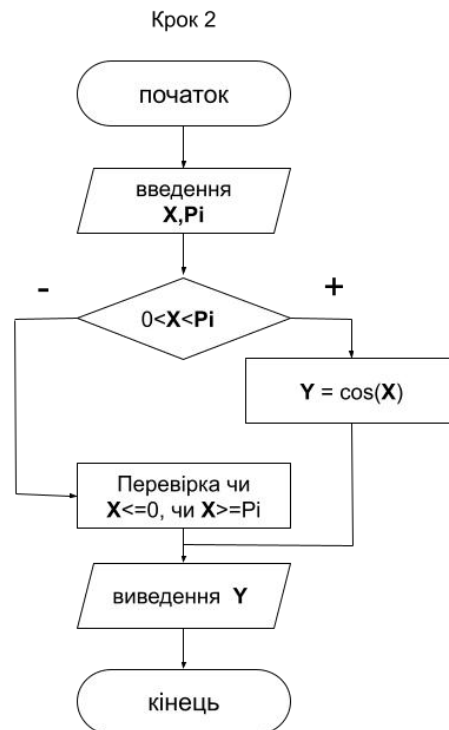 Крок 2
початок
введення
X,Pi
-
+
0<X<Pi
Y = cos(X)
Перевірка чи
X<=0, чи X>=Pi
виведення Y
кінець